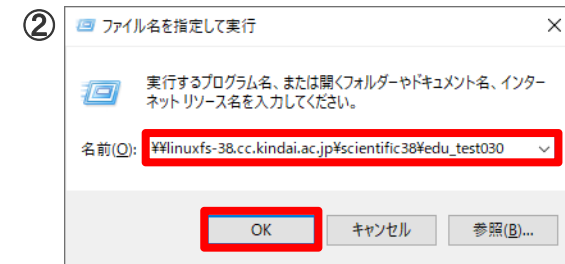 ② ファイル名を指定して実行
実行するプログラム名、または開くフォルダーやドキュメント名、インター
ネット リソース名を入力してください。
名前(O): ¥¥linuxfs-38.cc.kindai.ac.jp¥scientific38¥edu_test030
OK キャンセル 参照(B)...